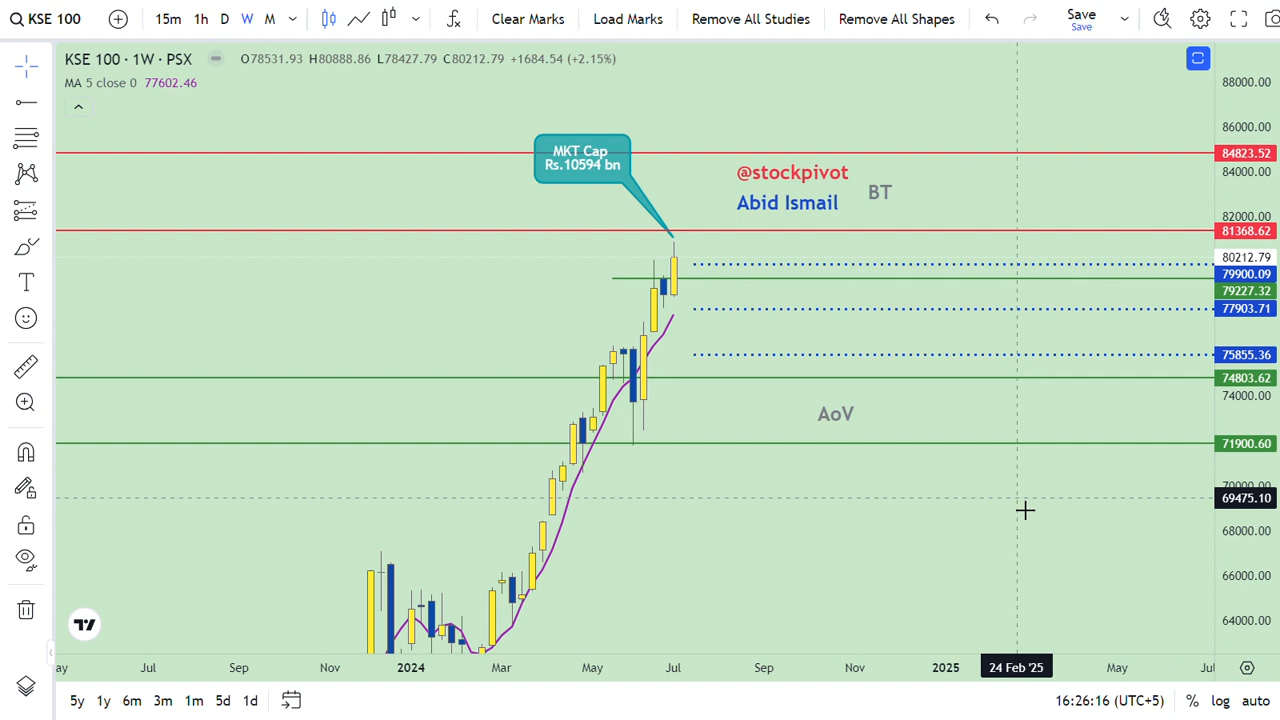 KSE 100
15m 1h D W M
Clear Marks
Load Marks
Remove All Studies
Remove All Shapes
Save
Save
KSE 100 · 1W · PSX
O78531.93 H80888.86 L78427.79 C80212.79 +1684.54 (+2.15%)
MA 5 close 0 77602.46
MKT Cap
Rs.10594 bn
@stockpivot
Abid Ismail
BT
AoV
88000.00
86000.00
84823.52
84000.00
82000.00
81368.62
80212.79
79900.09
79227.32
77903.71
75855.36
74803.62
74000.00
71900.60
70000.00
69475.10
68000.00
66000.00
64000.00
ay Jul Sep Nov 2024 Mar May Jul Sep Nov 2025 24 Feb '25 May Jul
5y 1y 6m 3m 1m 5d 1d
16:26:16 (UTC+5) % log auto